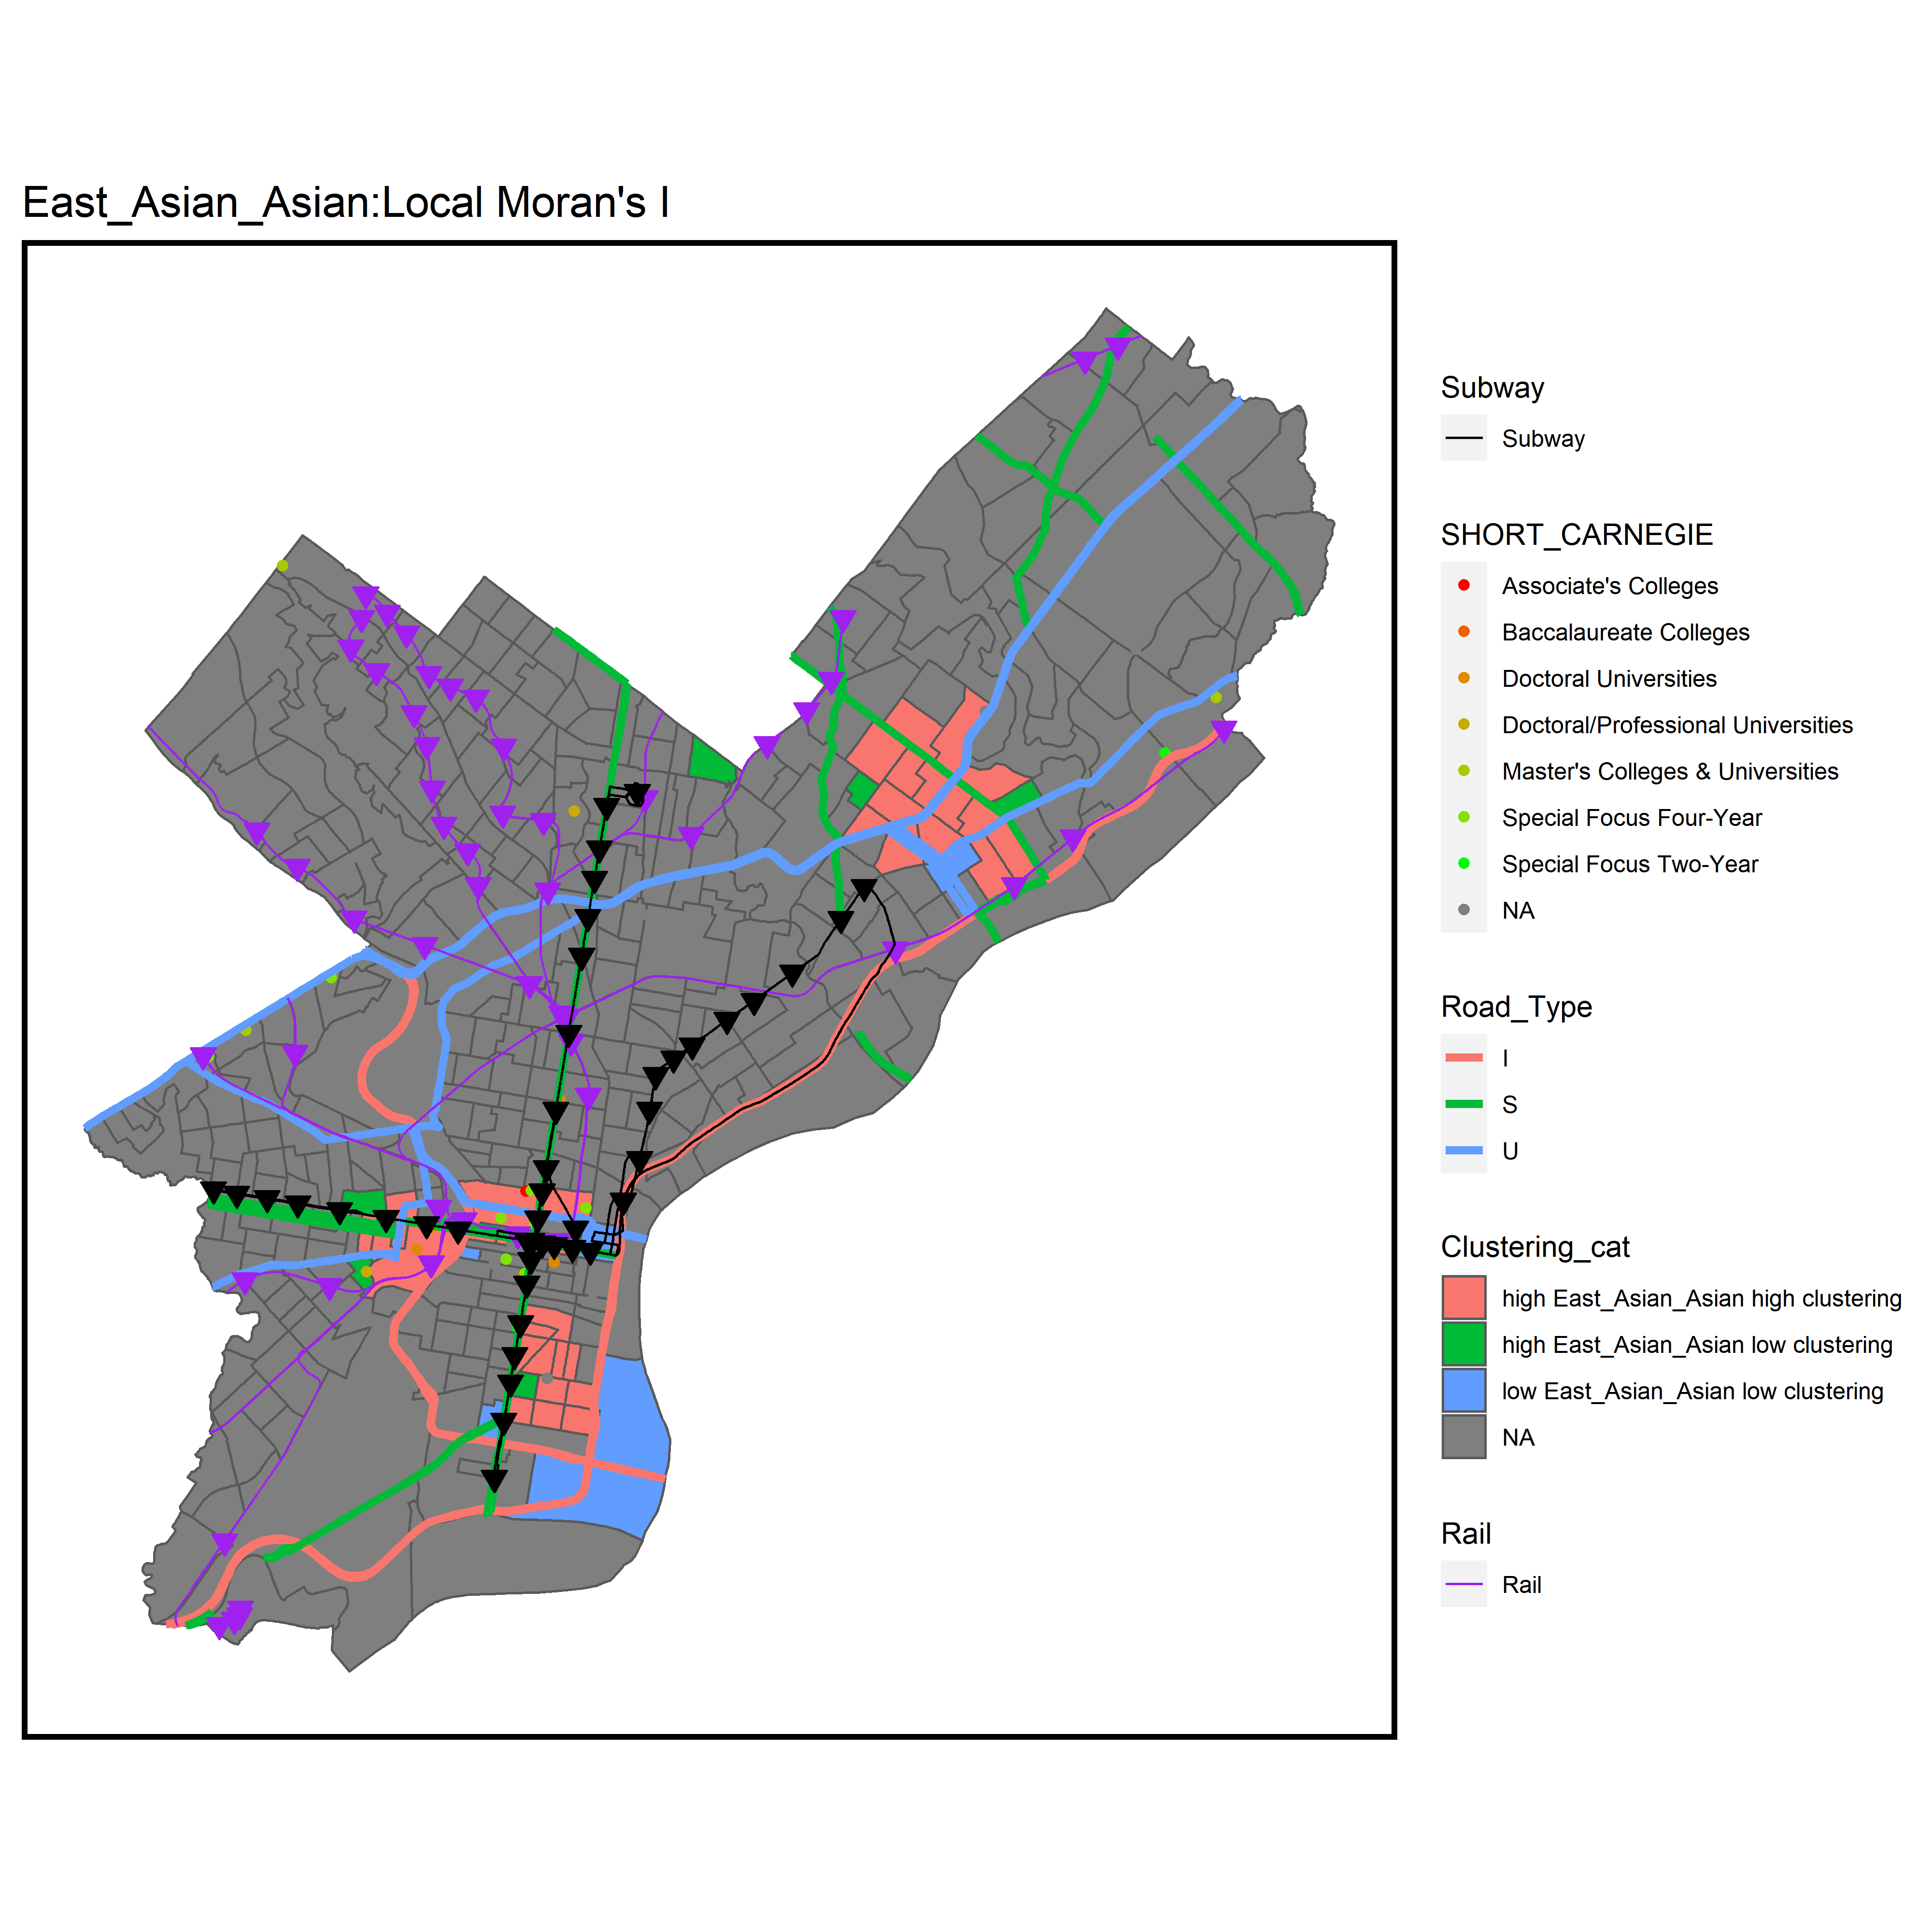 East_Asian_Asian:Local Moran's I
Subway
Subway
SHORT_CARNEGIE
Associate's Colleges
Baccalaureate Colleges
Doctoral Universities
Doctoral/Professional Universities
Master's Colleges & Universities
Special Focus Four-Year
Special Focus Two-Year
NA
Road_Type
I
S
U
Clustering_cat
high East_Asian_Asian high clustering
high East_Asian_Asian low clustering
low East_Asian_Asian low clustering
NA
Rail
Rail